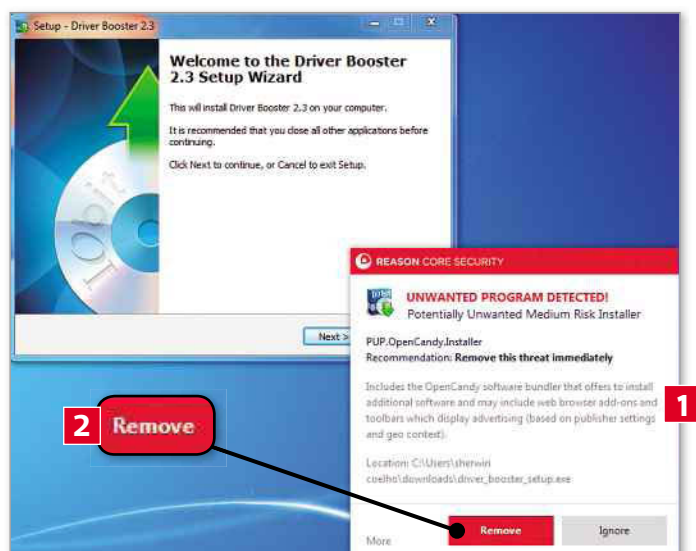 Setup - Driver Booster 2.3
Welcome to the Driver Booster
2.3 Setup Wizard
This will install Driver Booster 2.3 on your computer.
It is recommended that you close all other applications before
continuing.
Click Next to continue, or Cancel to exit Setup.
IObit
Next >
REASON CORE SECURITY
UNWANTED PROGRAM DETECTED!
Potentially Unwanted Medium Risk Installer
PUP.OpenCandy.Installer
Recommendation: Remove this threat immediately
Includes the OpenCandy software bundler that offers to install
additional software and may include web browser add-ons and
toolbars which display advertising (based on publisher settings
and geo context).
1
2 Remove
Location: C:\Users\sherwin
coelho\downloads\driver_booster_setup.exe
More
Remove
Ignore